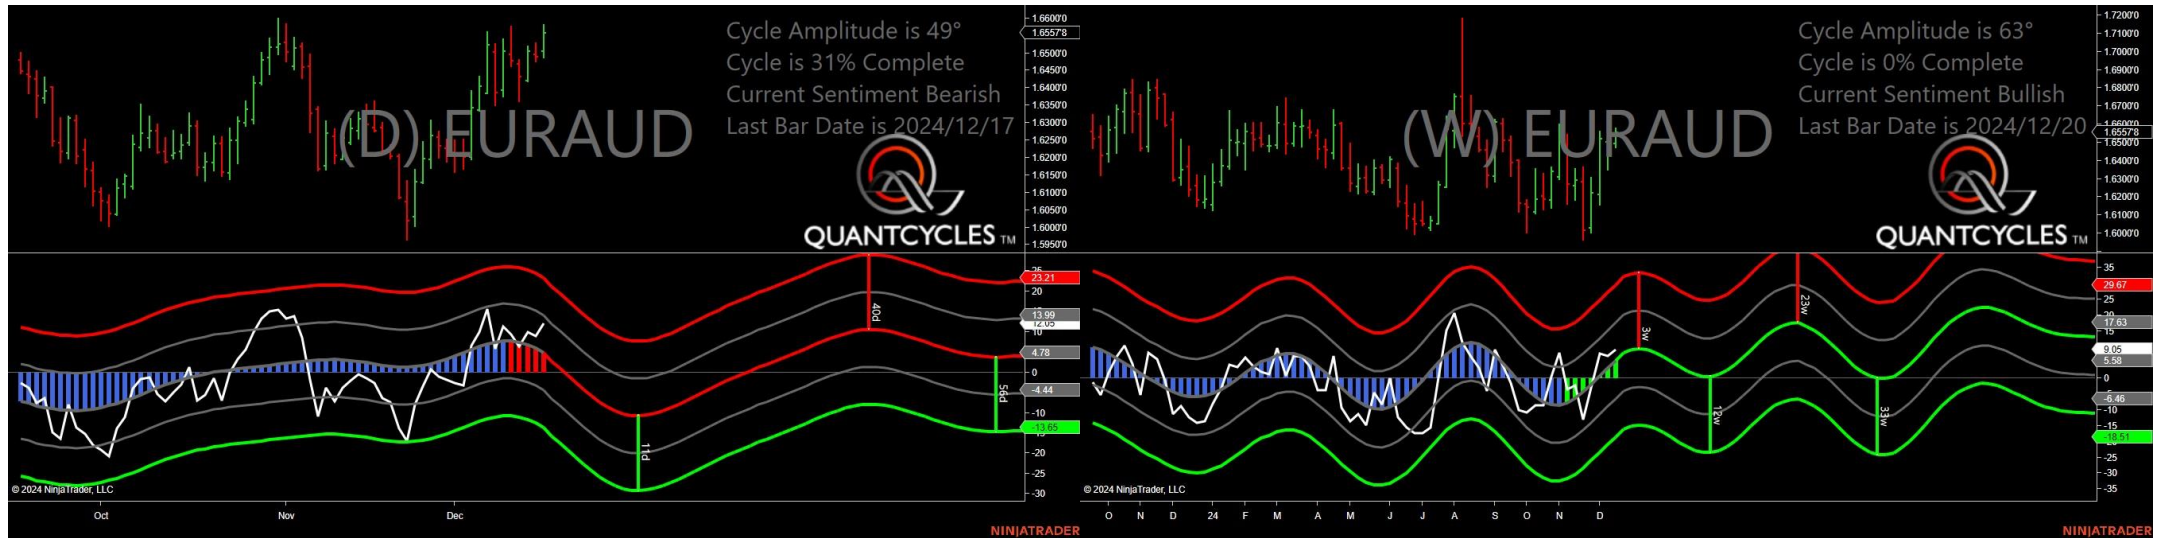 Cycle Amplitude is 49°
Cycle is 31% Complete
Current Sentiment Bearish
Last Bar Date is 2024/12/17
(D) EURAUD
QUANTCYCLES TM
1.6600'0
1.6557'8
1.6500'0
1.6450'0
1.6400'0
1.6350'0
1.6300'0
1.6250'0
1.6200'0
1.6150'0
1.6100'0
1.6050'0
1.6000'0
1.5950'0
23.21
20
13.99
12.05
10
4.78
0
-4.44
-10
-13.65
-20
-25
-30
11d
40d
56d
© 2024 NinjaTrader, LLC
Oct Nov Dec
NINJATRADER
Cycle Amplitude is 63°
Cycle is 0% Complete
Current Sentiment Bullish
Last Bar Date is 2024/12/20
(W) EURAUD
QUANTCYCLES TM
1.7200'0
1.7100'0
1.7000'0
1.6900'0
1.6800'0
1.6700'0
1.6557'8
1.6500'0
1.6400'0
1.6300'0
1.6200'0
1.6100'0
1.6000'0
35
29.67
25
17.63
15
9.05
5.58
0
-6.46
-10
-15
-18.51
-25
-30
-35
3w
12w
23w
33w
© 2024 NinjaTrader, LLC
O N D 24 F M A M J J A S O N D
NINJATRADER